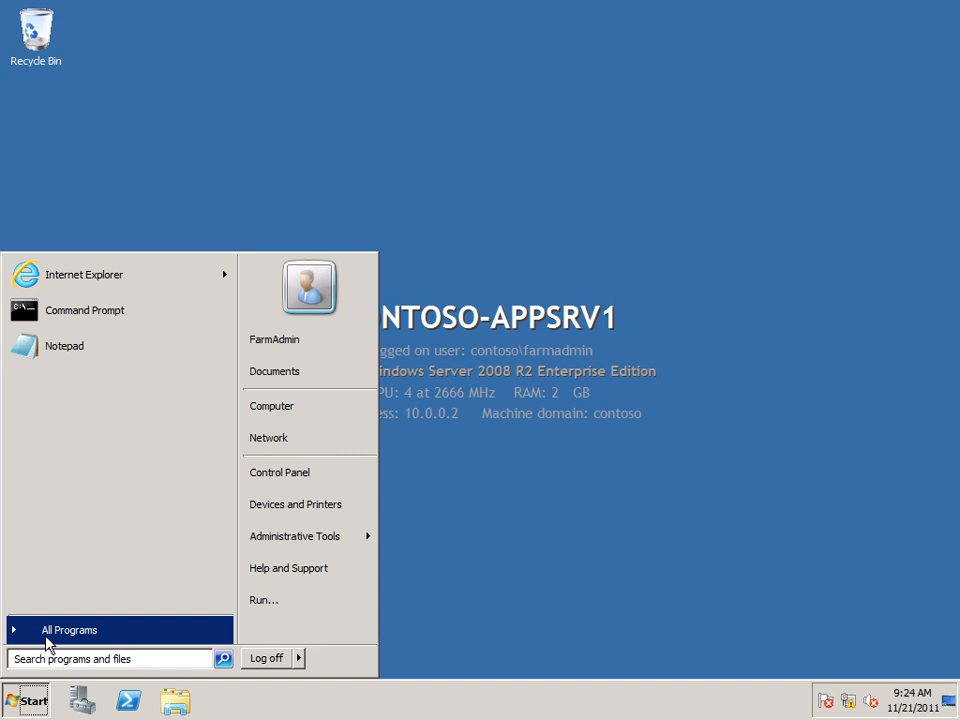 Recycle Bin
Internet Explorer
Command Prompt
Notepad
FarmAdmin
Documents
Computer
Network
Control Panel
Devices and Printers
Administrative Tools
Help and Support
Run...
All Programs
Search programs and files
Log off
NTOSO-APPSRV1
gged on user: contoso\farmadmin
indows Server 2008 R2 Enterprise Edition
PU: 4 at 2666 MHz RAM: 2 GB
ess: 10.0.0.2 Machine domain: contoso
Start
9:24 AM
11/21/2011